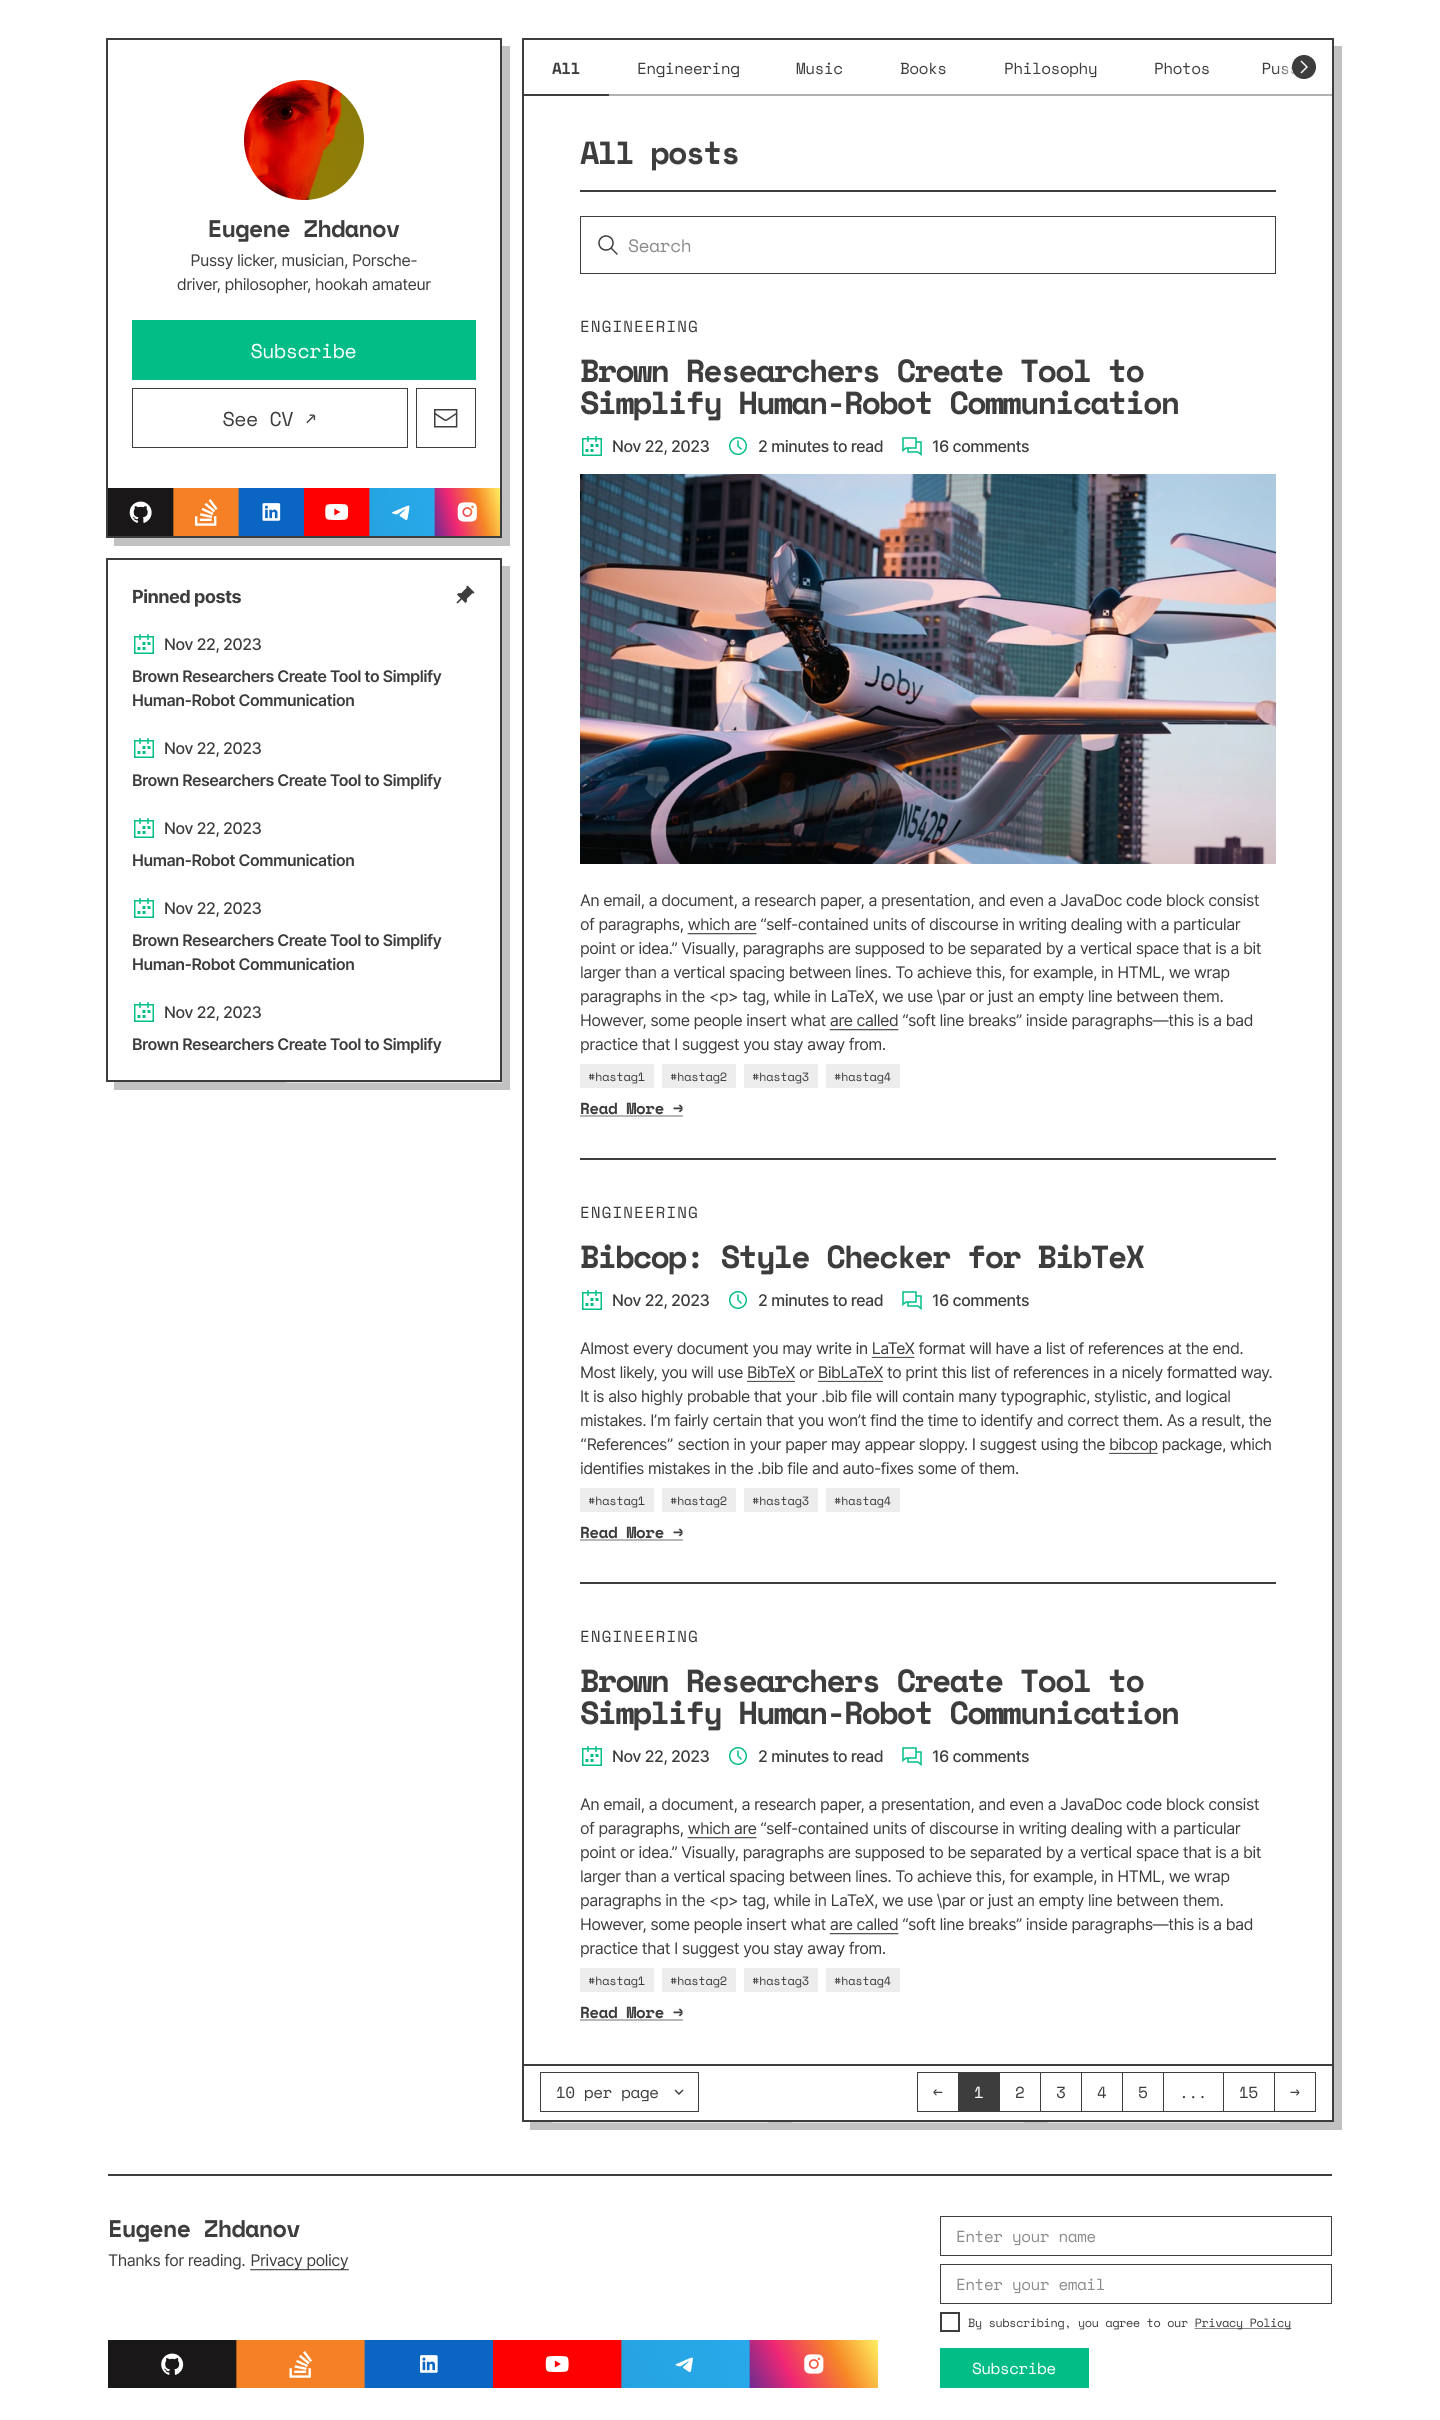 Eugene Zhdanov
Pussy licker, musician, Porsche-
driver, philosopher, hookah amateur
Subscribe
See CV ↗
Pinned posts
Nov 22, 2023
Brown Researchers Create Tool to Simplify
Human-Robot Communication
Nov 22, 2023
Brown Researchers Create Tool to Simplify
Nov 22, 2023
Human-Robot Communication
Nov 22, 2023
Brown Researchers Create Tool to Simplify
Human-Robot Communication
Nov 22, 2023
Brown Researchers Create Tool to Simplify
All Engineering Music Books Philosophy Photos
All posts
Search
ENGINEERING
Brown Researchers Create Tool to
Simplify Human-Robot Communication
Nov 22, 2023 2 minutes to read 16 comments
Joby
N542BJ
An email, a document, a research paper, a presentation, and even a JavaDoc code block consist
of paragraphs, which are “self-contained units of discourse in writing dealing with a particular
point or idea.” Visually, paragraphs are supposed to be separated by a vertical space that is a bit
larger than a vertical spacing between lines. To achieve this, for example, in HTML, we wrap
paragraphs in the <p> tag, while in LaTeX, we use \par or just an empty line between them.
However, some people insert what are called “soft line breaks” inside paragraphs—this is a bad
practice that I suggest you stay away from.
#hastag1 #hastag2 #hastag3 #hastag4
Read More →
ENGINEERING
Bibcop: Style Checker for BibTeX
Nov 22, 2023 2 minutes to read 16 comments
Almost every document you may write in LaTeX format will have a list of references at the end.
Most likely, you will use BibTeX or BibLaTeX to print this list of references in a nicely formatted way.
It is also highly probable that your .bib file will contain many typographic, stylistic, and logical
mistakes. I’m fairly certain that you won’t find the time to identify and correct them. As a result, the
“References” section in your paper may appear sloppy. I suggest using the bibcop package, which
identifies mistakes in the .bib file and auto-fixes some of them.
#hastag1 #hastag2 #hastag3 #hastag4
Read More →
ENGINEERING
Brown Researchers Create Tool to
Simplify Human-Robot Communication
Nov 22, 2023 2 minutes to read 16 comments
An email, a document, a research paper, a presentation, and even a JavaDoc code block consist
of paragraphs, which are “self-contained units of discourse in writing dealing with a particular
point or idea.” Visually, paragraphs are supposed to be separated by a vertical space that is a bit
larger than a vertical spacing between lines. To achieve this, for example, in HTML, we wrap
paragraphs in the <p> tag, while in LaTeX, we use \par or just an empty line between them.
However, some people insert what are called “soft line breaks” inside paragraphs—this is a bad
practice that I suggest you stay away from.
#hastag1 #hastag2 #hastag3 #hastag4
Read More →
10 per page ← 1 2 3 4 5 ... 15 →
Eugene Zhdanov
Thanks for reading. Privacy policy
Enter your name
Enter your email
By subscribing, you agree to our Privacy Policy
Subscribe